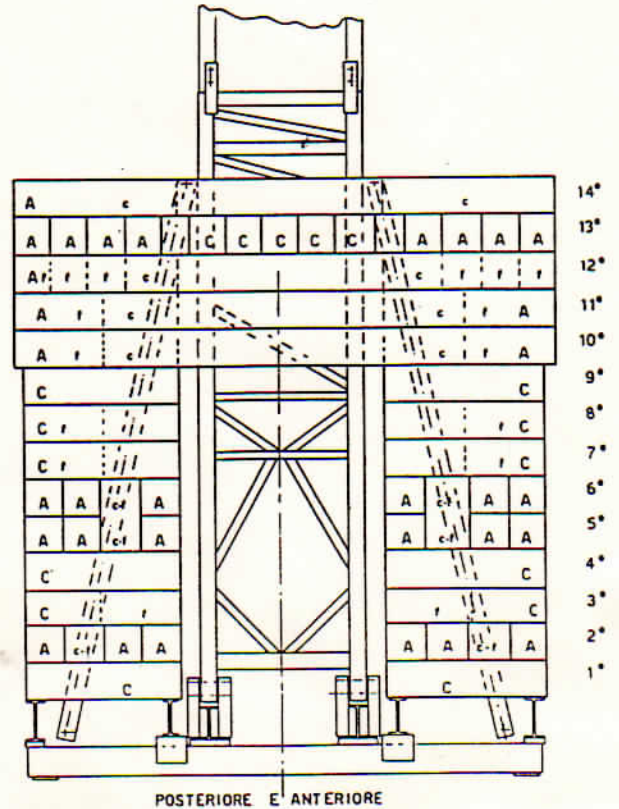 A c c 14°
A A A A f C C C C C A A A A A 13°
A f f f c c f f f 12°
A f c c f A 11°
A f c c f A 10°
C C 9°
C f f C 8°
C f f C 7°
A A c-f A A c-f A A 6°
A A c-f A A c-f A A 5°
C C 4°
C f f C 3°
A c-f A A A A c-f A 2°
C C 1°
POSTERIORE E' ANTERIORE